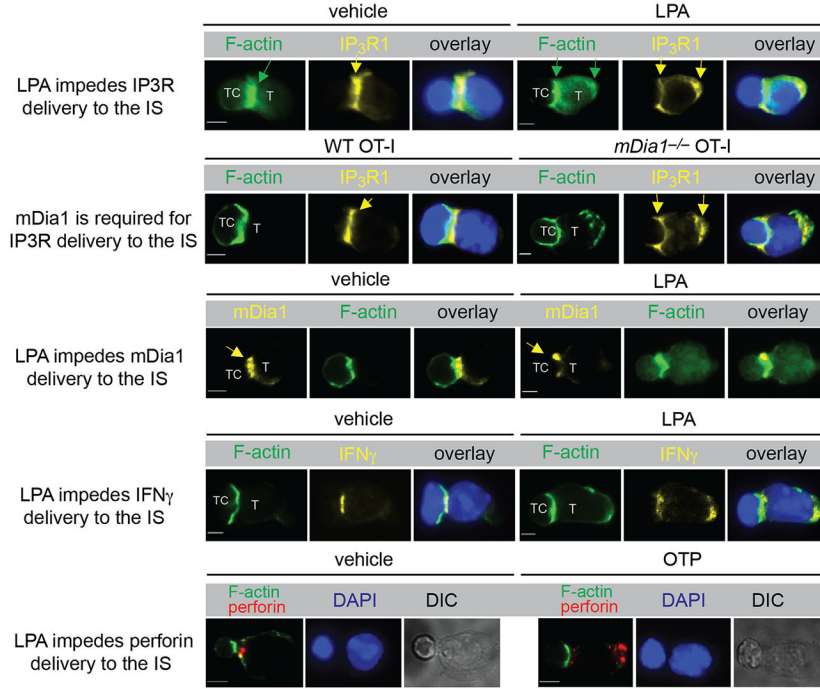 vehicle LPA
F-actin IP3R1 overlay F-actin IP3R1 overlay
LPA impedes IP3R
delivery to the IS
TC T TC T
WT OT-I mDia1–/– OT-I
F-actin IP3R1 overlay F-actin IP3R1 overlay
mDia1 is required for
IP3R delivery to the IS
TC T TC T
vehicle LPA
mDia1 F-actin overlay mDia1 F-actin overlay
LPA impedes mDia1
delivery to the IS
TC T TC T
vehicle LPA
F-actin IFNγ overlay F-actin IFNγ overlay
LPA impedes IFNγ
delivery to the IS
TC T TC T
vehicle OTP
F-actin perforin DAPI DIC F-actin perforin DAPI DIC
LPA impedes perforin
delivery to the IS